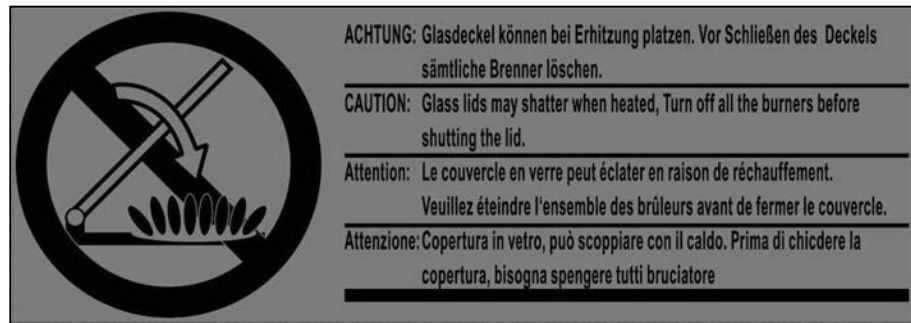 ACHTUNG: Glasdeckel können bei Erhitzung platzen. Vor Schließen des Deckels
sämtliche Brenner löschen.
CAUTION: Glass lids may shatter when heated, Turn off all the burners before
shutting the lid.
Attention: Le couvercle en verre peut éclater en raison de réchauffement.
Veuillez éteindre l'ensemble des brûleurs avant de fermer le couvercle.
Attenzione: Copertura in vetro, può scoppiare con il caldo. Prima di chicdere la
copertura, bisogna spengere tutti bruciatore